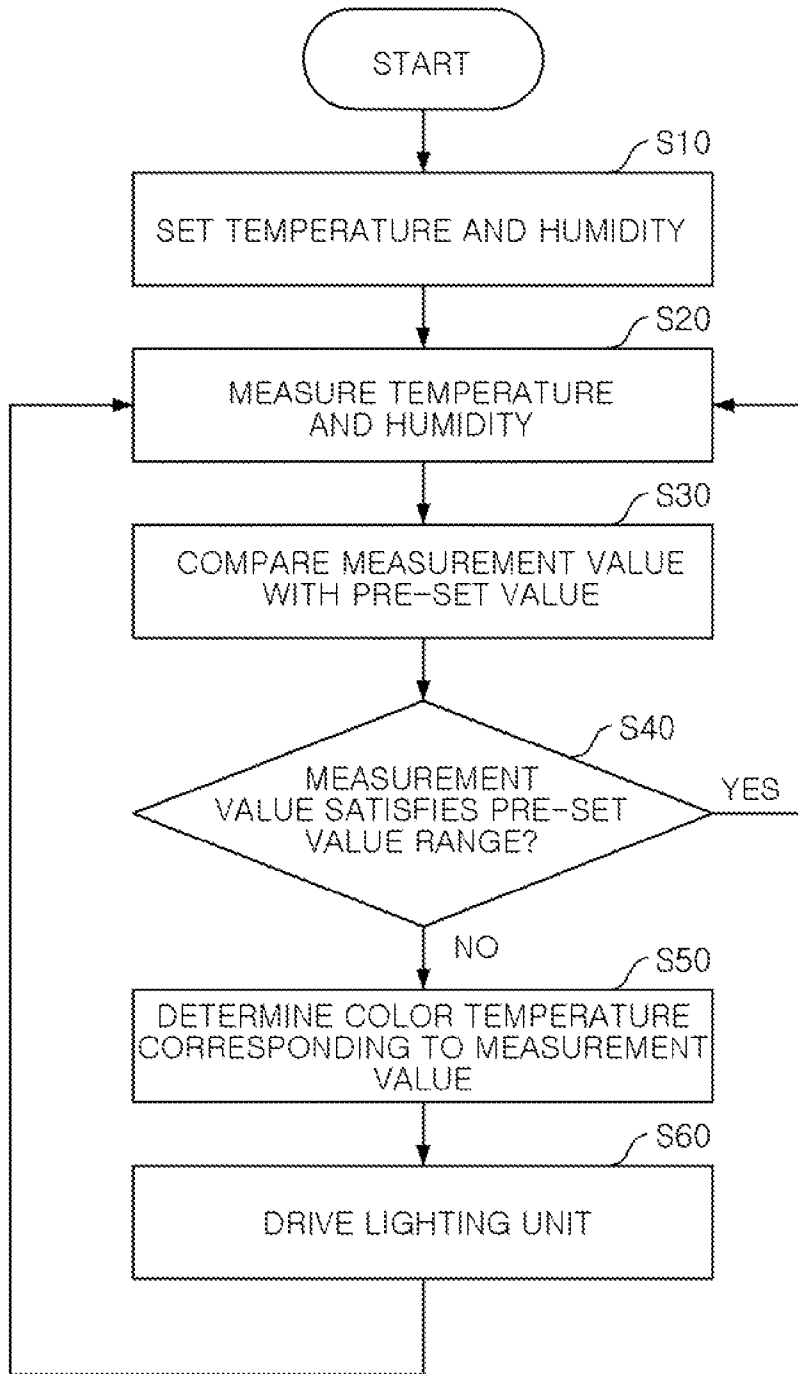 START
S10
SET TEMPERATURE AND HUMIDITY
S20
MEASURE TEMPERATURE
AND HUMIDITY
S30
COMPARE MEASUREMENT VALUE
WITH PRE-SET VALUE
S40
MEASUREMENT
VALUE SATISFIES PRE-SET
VALUE RANGE?
YES
NO
S50
DETERMINE COLOR TEMPERATURE
CORRESPONDING TO MEASUREMENT
VALUE
S60
DRIVE LIGHTING UNIT